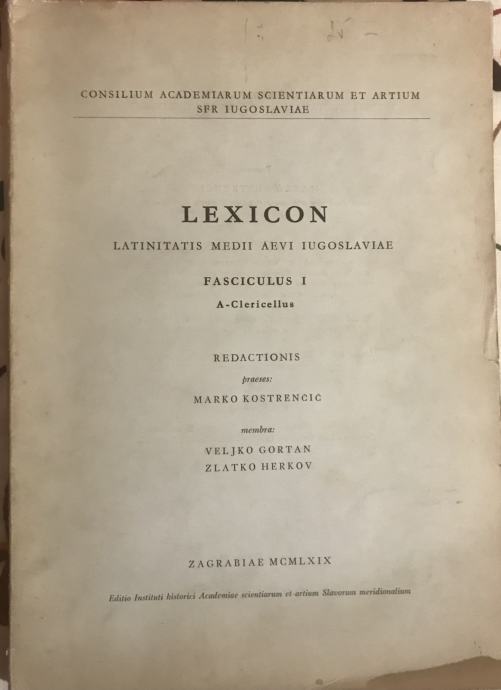 CONSILIUM ACADEMIARUM SCIENTIARUM ET ARTIUM
SFR IUGOSLAVIAE
LEXICON
LATINITATIS MEDII AEVI IUGOSLAVIAE
FASCICULUS I
A-Clericellus
REDACTIONIS
praeses:
MARKO KOSTRENČIĆ
membra:
VELJKO GORTAN
ZLATKO HERKOV
ZAGRABIAE MCMLXIX
Editio Instituti historici Academiae scientiarum et artium Slavorum meridionalium